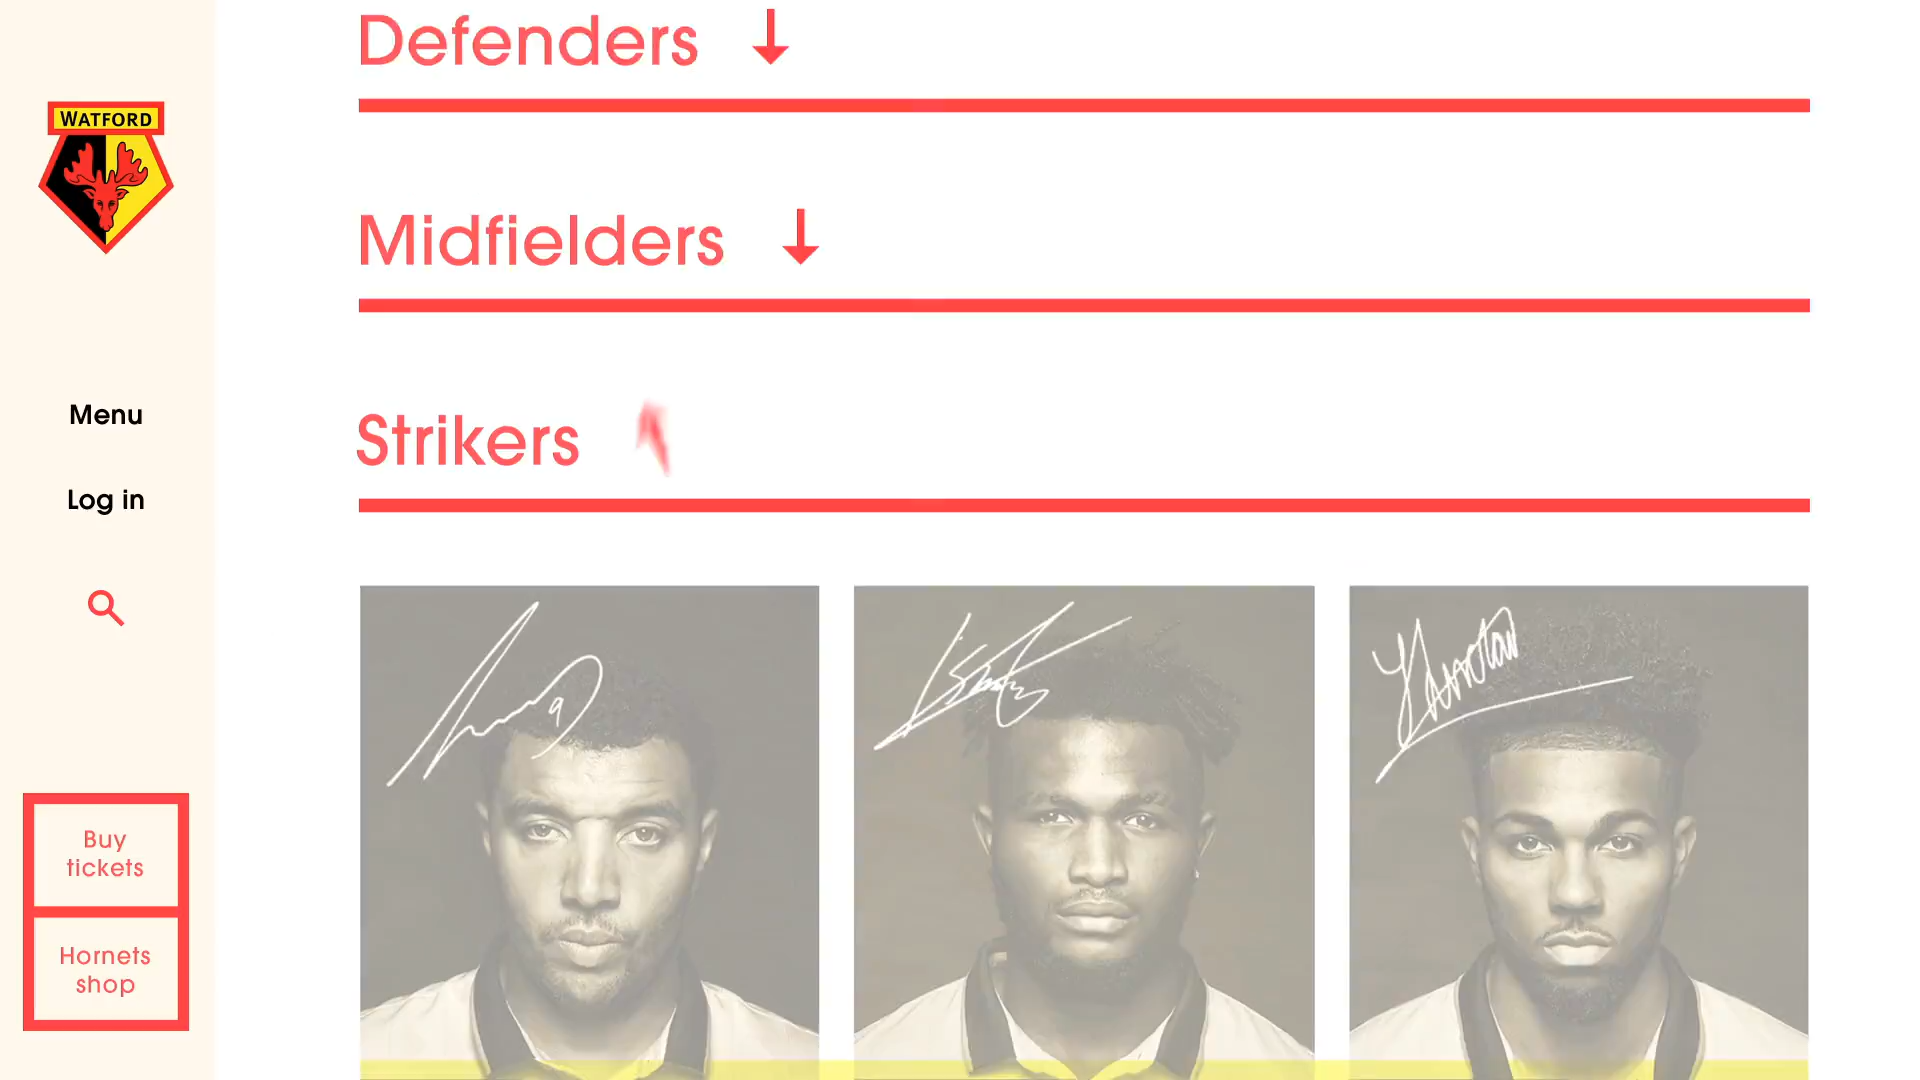 WATFORD
Menu
Log in
Buy
tickets
Hornets
shop
Defenders
Midfielders
Strikers